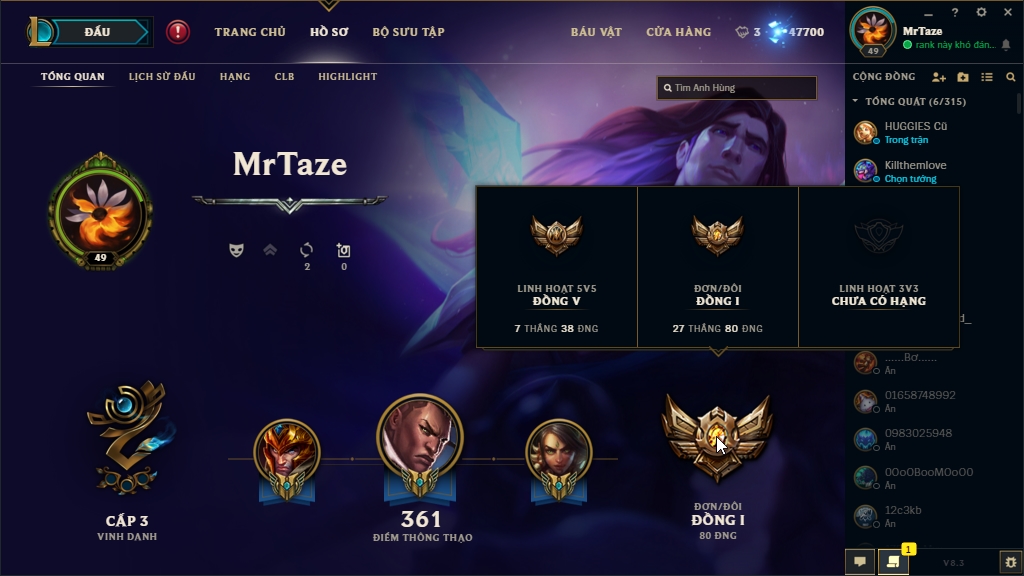 ĐẤU
TRANG CHỦ
HỒ SƠ
BỘ SƯU TẬP
BÁU VẬT
CỬA HÀNG
3
47700
49
MrTaze
rank này khó đán...
TỔNG QUAN
LỊCH SỬ ĐẤU
HẠNG
CLB
HIGHLIGHT
Tìm Anh Hùng
CỘNG ĐỒNG
TỔNG QUÁT (6/315)
HUGGIES Cũ
Trong trận
Killthemlove
Chọn tướng
MrTaze
49
2
0
LINH HOẠT 5V5
ĐỒNG V
7 THẮNG 38 ĐNG
ĐƠN/ĐÔI
ĐỒNG I
27 THẮNG 80 ĐNG
LINH HOẠT 3V3
CHƯA CÓ HẠNG
d_
......Bơ......
Ẩn
01658748992
Ẩn
0983025948
Ẩn
0OoOBooMOoO0
Ẩn
12c3kb
Ẩn
CẤP 3
VINH DANH
361
ĐIỂM THÔNG THẠO
ĐƠN/ĐÔI
ĐỒNG I
80 ĐNG
1
V8.3